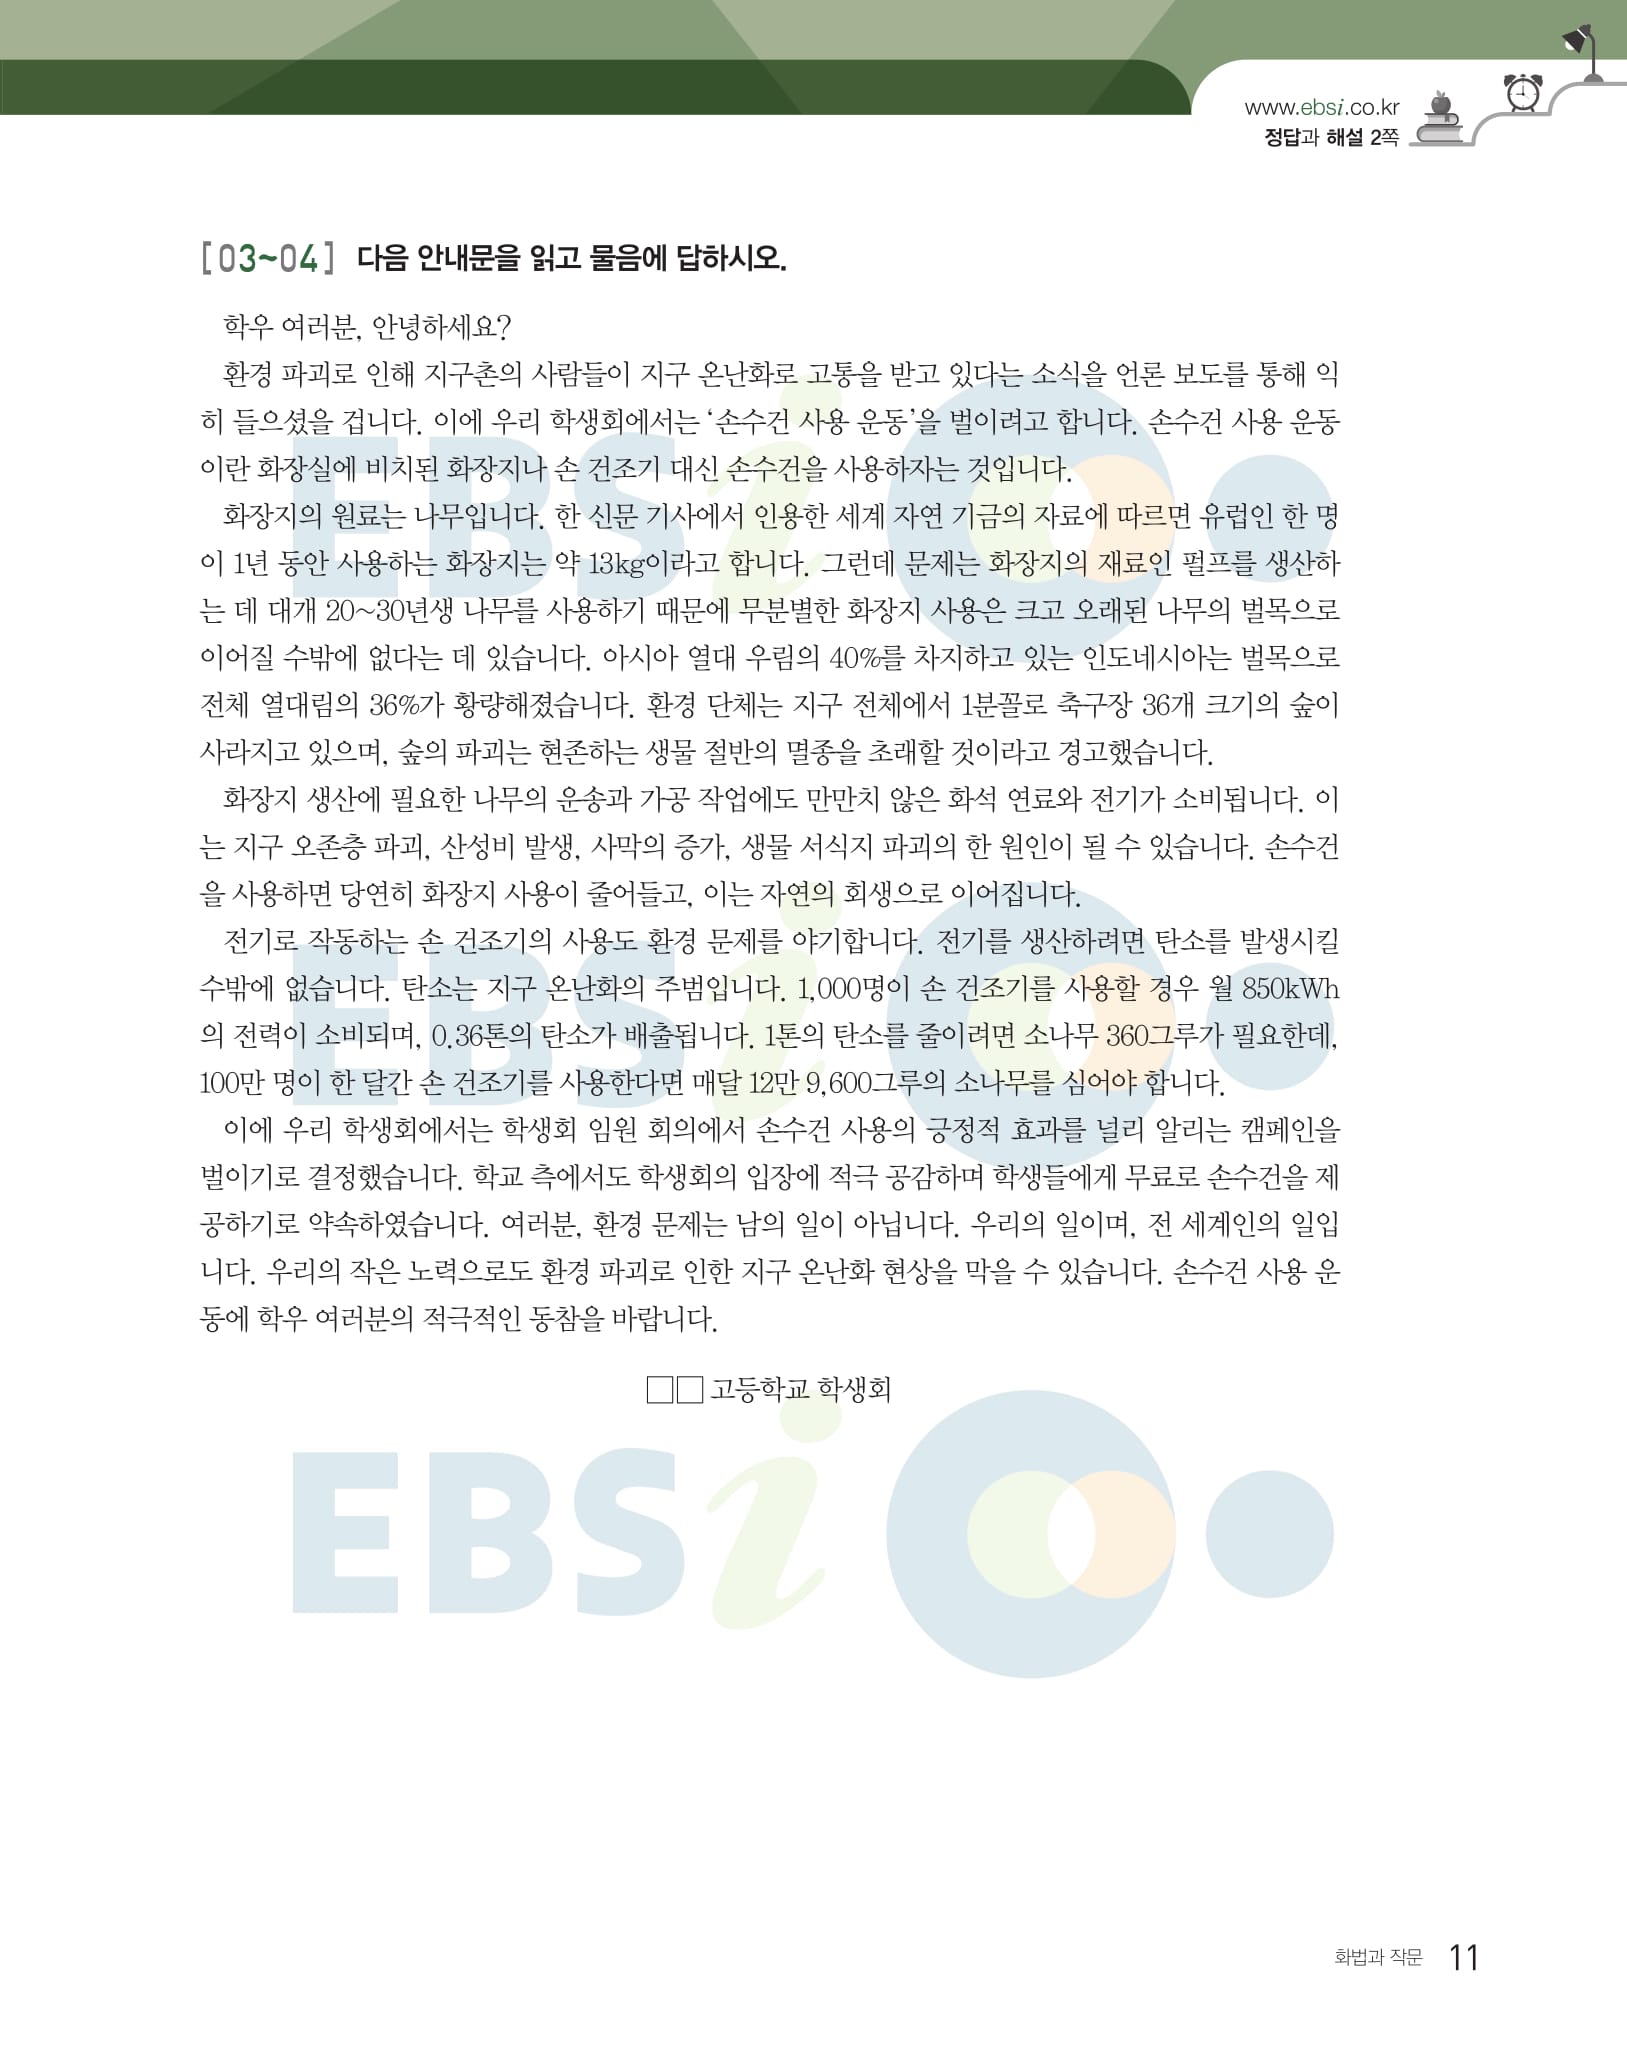 www.ebsi.co.kr
정답과 해설 2쪽
[03~04] 다음 안내문을 읽고 물음에 답하시오.
학우 여러분, 안녕하세요?
환경 파괴로 인해 지구촌의 사람들이 지구 온난화로 고통을 받고 있다는 소식을 언론 보도를 통해 익
히 들으셨을 겁니다. 이에 우리 학생회에서는 ‘손수건 사용 운동’을 벌이려고 합니다. 손수건 사용 운동
이란 화장실에 비치된 화장지나 손 건조기 대신 손수건을 사용하자는 것입니다.
화장지의 원료는 나무입니다. 한 신문 기사에서 인용한 세계 자연 기금의 자료에 따르면 유럽인 한 명
이 1년 동안 사용하는 화장지는 약 13kg이라고 합니다. 그런데 문제는 화장지의 재료인 펄프를 생산하
는 데 대개 20~30년생 나무를 사용하기 때문에 무분별한 화장지 사용은 크고 오래된 나무의 벌목으로
이어질 수밖에 없다는 데 있습니다. 아시아 열대 우림의 40%를 차지하고 있는 인도네시아는 벌목으로
전체 열대림의 36%가 황량해졌습니다. 환경 단체는 지구 전체에서 1분꼴로 축구장 36개 크기의 숲이
사라지고 있으며, 숲의 파괴는 현존하는 생물 절반의 멸종을 초래할 것이라고 경고했습니다.
화장지 생산에 필요한 나무의 운송과 가공 작업에도 만만치 않은 화석 연료와 전기가 소비됩니다. 이
는 지구 오존층 파괴, 산성비 발생, 사막의 증가, 생물 서식지 파괴의 한 원인이 될 수 있습니다. 손수건
을 사용하면 당연히 화장지 사용이 줄어들고, 이는 자연의 회생으로 이어집니다.
전기로 작동하는 손 건조기의 사용도 환경 문제를 야기합니다. 전기를 생산하려면 탄소를 발생시킬
수밖에 없습니다. 탄소는 지구 온난화의 주범입니다. 1,000명이 손 건조기를 사용할 경우 월 850kWh
의 전력이 소비되며, 0.36톤의 탄소가 배출됩니다. 1톤의 탄소를 줄이려면 소나무 360그루가 필요한데,
100만 명이 한 달간 손 건조기를 사용한다면 매달 12만 9,600그루의 소나무를 심어야 합니다.
이에 우리 학생회에서는 학생회 임원 회의에서 손수건 사용의 긍정적 효과를 널리 알리는 캠페인을
벌이기로 결정했습니다. 학교 측에서도 학생회의 입장에 적극 공감하며 학생들에게 무료로 손수건을 제
공하기로 약속하였습니다. 여러분, 환경 문제는 남의 일이 아닙니다. 우리의 일이며, 전 세계인의 일입
니다. 우리의 작은 노력으로도 환경 파괴로 인한 지구 온난화 현상을 막을 수 있습니다. 손수건 사용 운
동에 학우 여러분의 적극적인 동참을 바랍니다.
□□고등학교 학생회
EBSi
EBSi
EBSi
화법과 작문 11